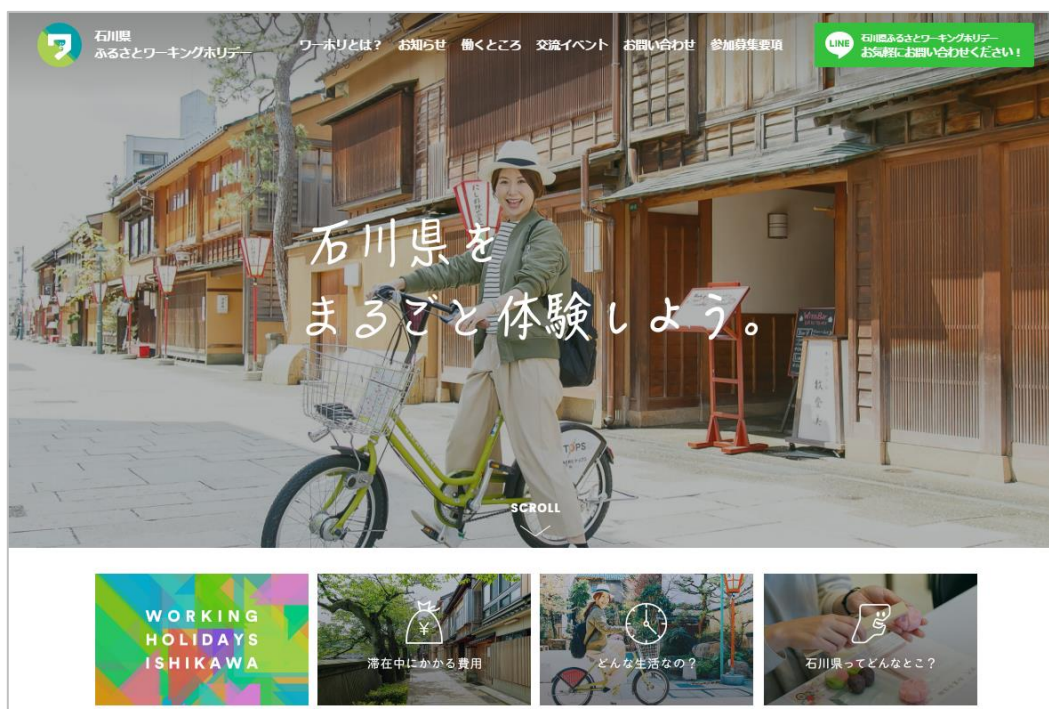 石川県
ふるさとワーキングホリデー
ワーホリとは？ お知らせ 働くところ 交流イベント お問い合わせ 参加募集要項
LINE
石川県ふるさとワーキングホリデー
お気軽にお問い合わせください！
石川県を
まるごと体験しよう。
SCROLL
WORKING
HOLIDAYS
ISHIKAWA
滞在中にかかる費用
どんな生活なの？
石川県ってどんなとこ？